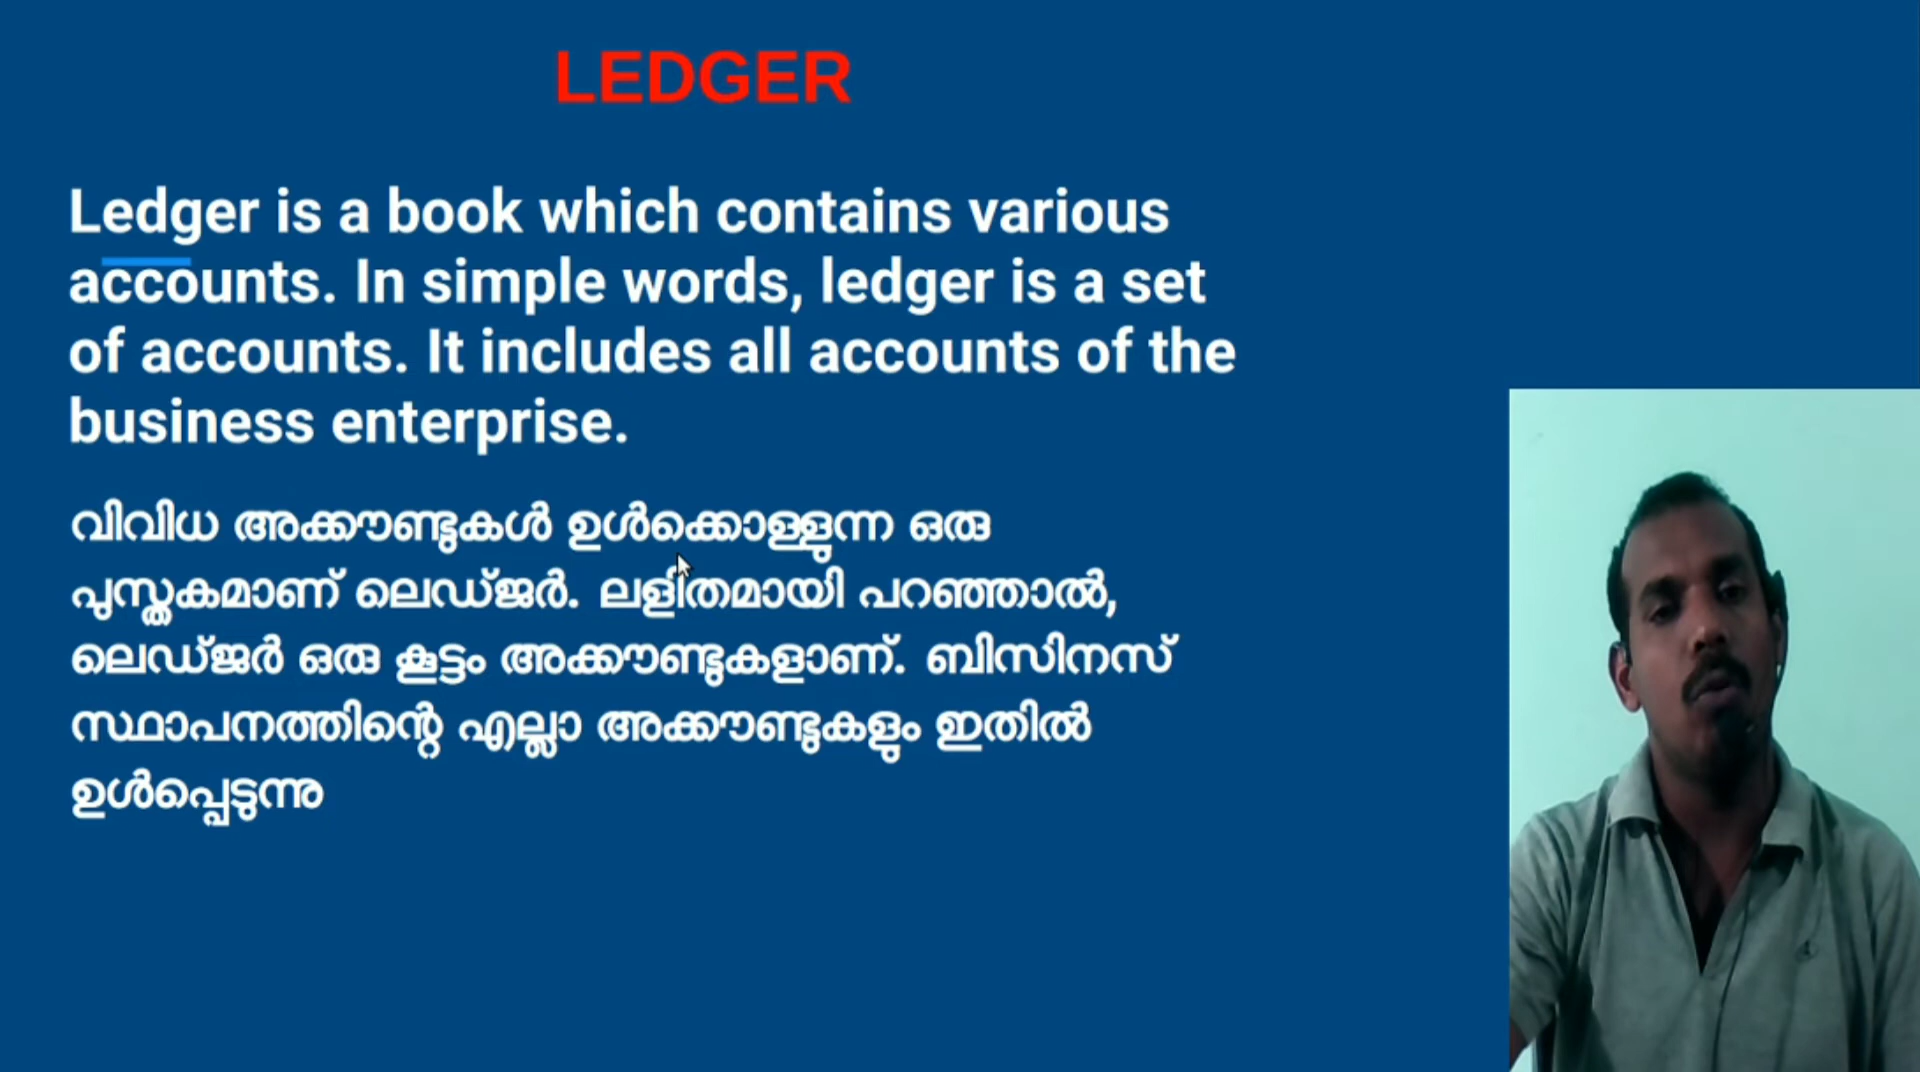 LEDGER
Ledger is a book which contains various
accounts. In simple words, ledger is a set
of accounts. It includes all accounts of the
business enterprise.
വിവിധ അക്കൗണ്ടുകൾ ഉൾക്കൊള്ളുന്ന ഒരു
പുസ്തകമാണ് ലെഡ്ജർ. ലളിതമായി പറഞ്ഞാൽ,
ലെഡ്ജർ ഒരു കൂട്ടം അക്കൗണ്ടുകളാണ്. ബിസിനസ്
സ്ഥാപനത്തിന്റെ എല്ലാ അക്കൗണ്ടുകളും ഇതിൽ
ഉൾപ്പെടുന്നു